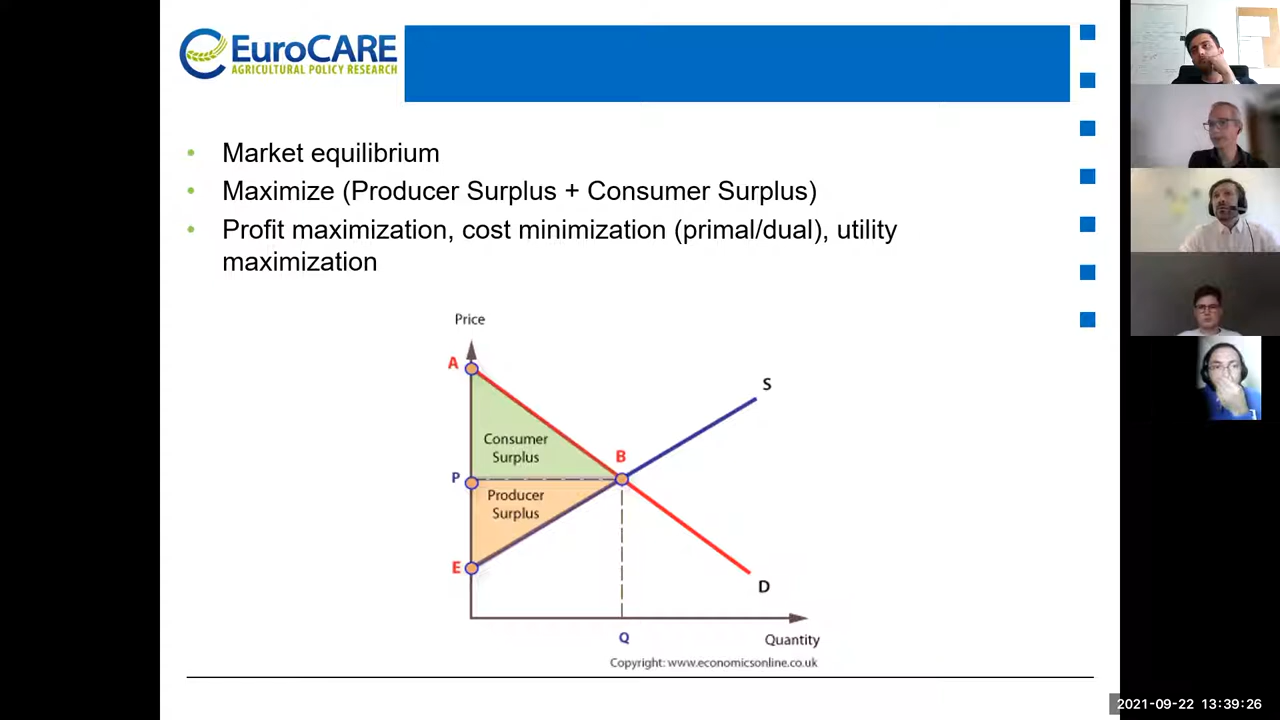 EuroCARE
AGRICULTURAL POLICY RESEARCH
• Market equilibrium
• Maximize (Producer Surplus + Consumer Surplus)
• Profit maximization, cost minimization (primal/dual), utility
maximization
Price
A
S
Consumer
Surplus
B
P
Producer
Surplus
E
D
Q
Quantity
Copyright: www.economicsonline.co.uk
2021-09-22 13:39:26